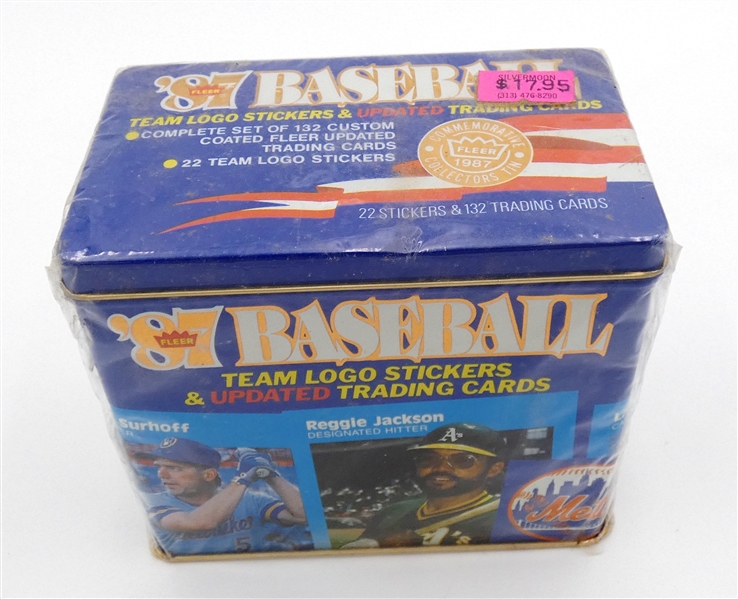 '87 FLEER BASEBALL
SILVERMOON
$17.95
(313) 476-8290
TEAM LOGO STICKERS & UPDATED TRADING CARDS
COMPLETE SET OF 132 CUSTOM
COATED FLEER UPDATED
TRADING CARDS
22 TEAM LOGO STICKERS
COMMEMORATIVE
FLEER
1987
COLLECTORS TIN
22 STICKERS & 132 TRADING CARDS
'87 FLEER BASEBALL
TEAM LOGO STICKERS
& UPDATED TRADING CARDS
Surhoff
Reggie Jackson
DESIGNATED HITTER
A's
5
A's
Mets